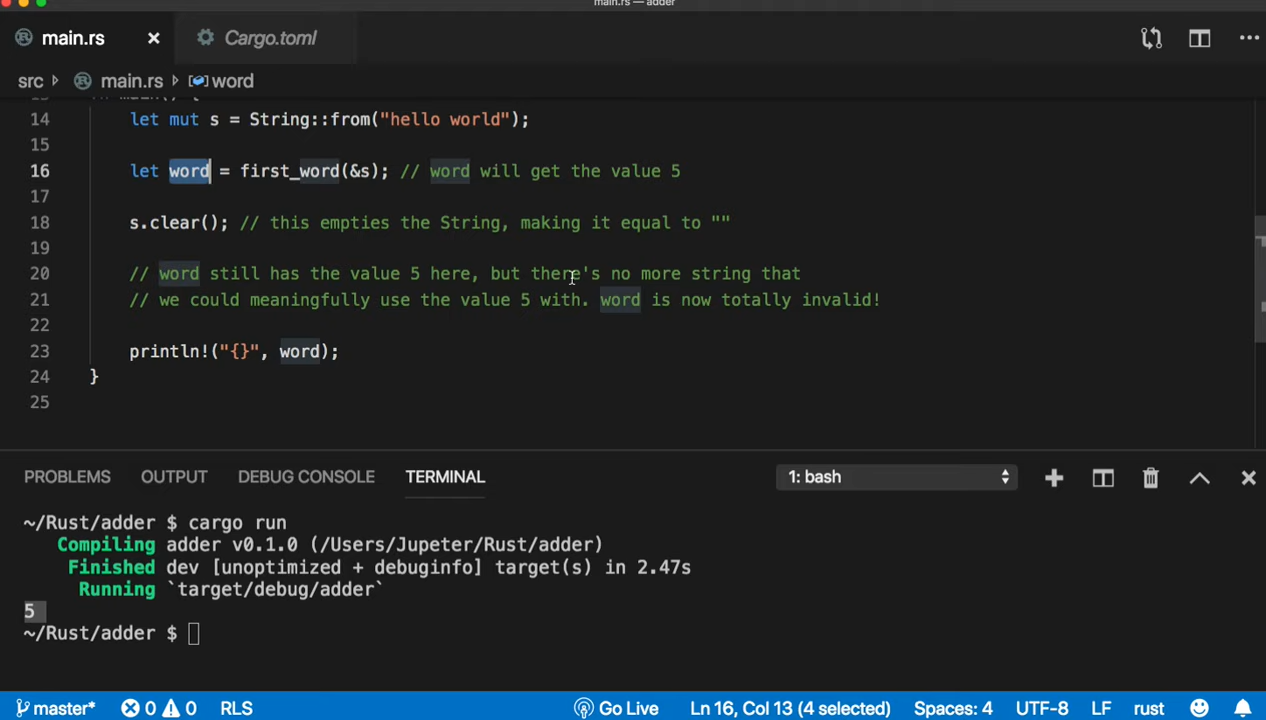 main.rs — adder
main.rs
Cargo.toml
src main.rs word
14 let mut s = String::from("hello world");
15
16 let word = first_word(&s); // word will get the value 5
17
18 s.clear(); // this empties the String, making it equal to ""
19
20 // word still has the value 5 here, but there's no more string that
21 // we could meaningfully use the value 5 with. word is now totally invalid!
22
23 println!("{}", word);
24 }
25
PROBLEMS OUTPUT DEBUG CONSOLE TERMINAL 1: bash
~/Rust/adder $ cargo run
Compiling adder v0.1.0 (/Users/Jupeter/Rust/adder)
Finished dev [unoptimized + debuginfo] target(s) in 2.47s
Running `target/debug/adder`
5
~/Rust/adder $
master* 0 0 RLS Go Live Ln 16, Col 13 (4 selected) Spaces: 4 UTF-8 LF rust